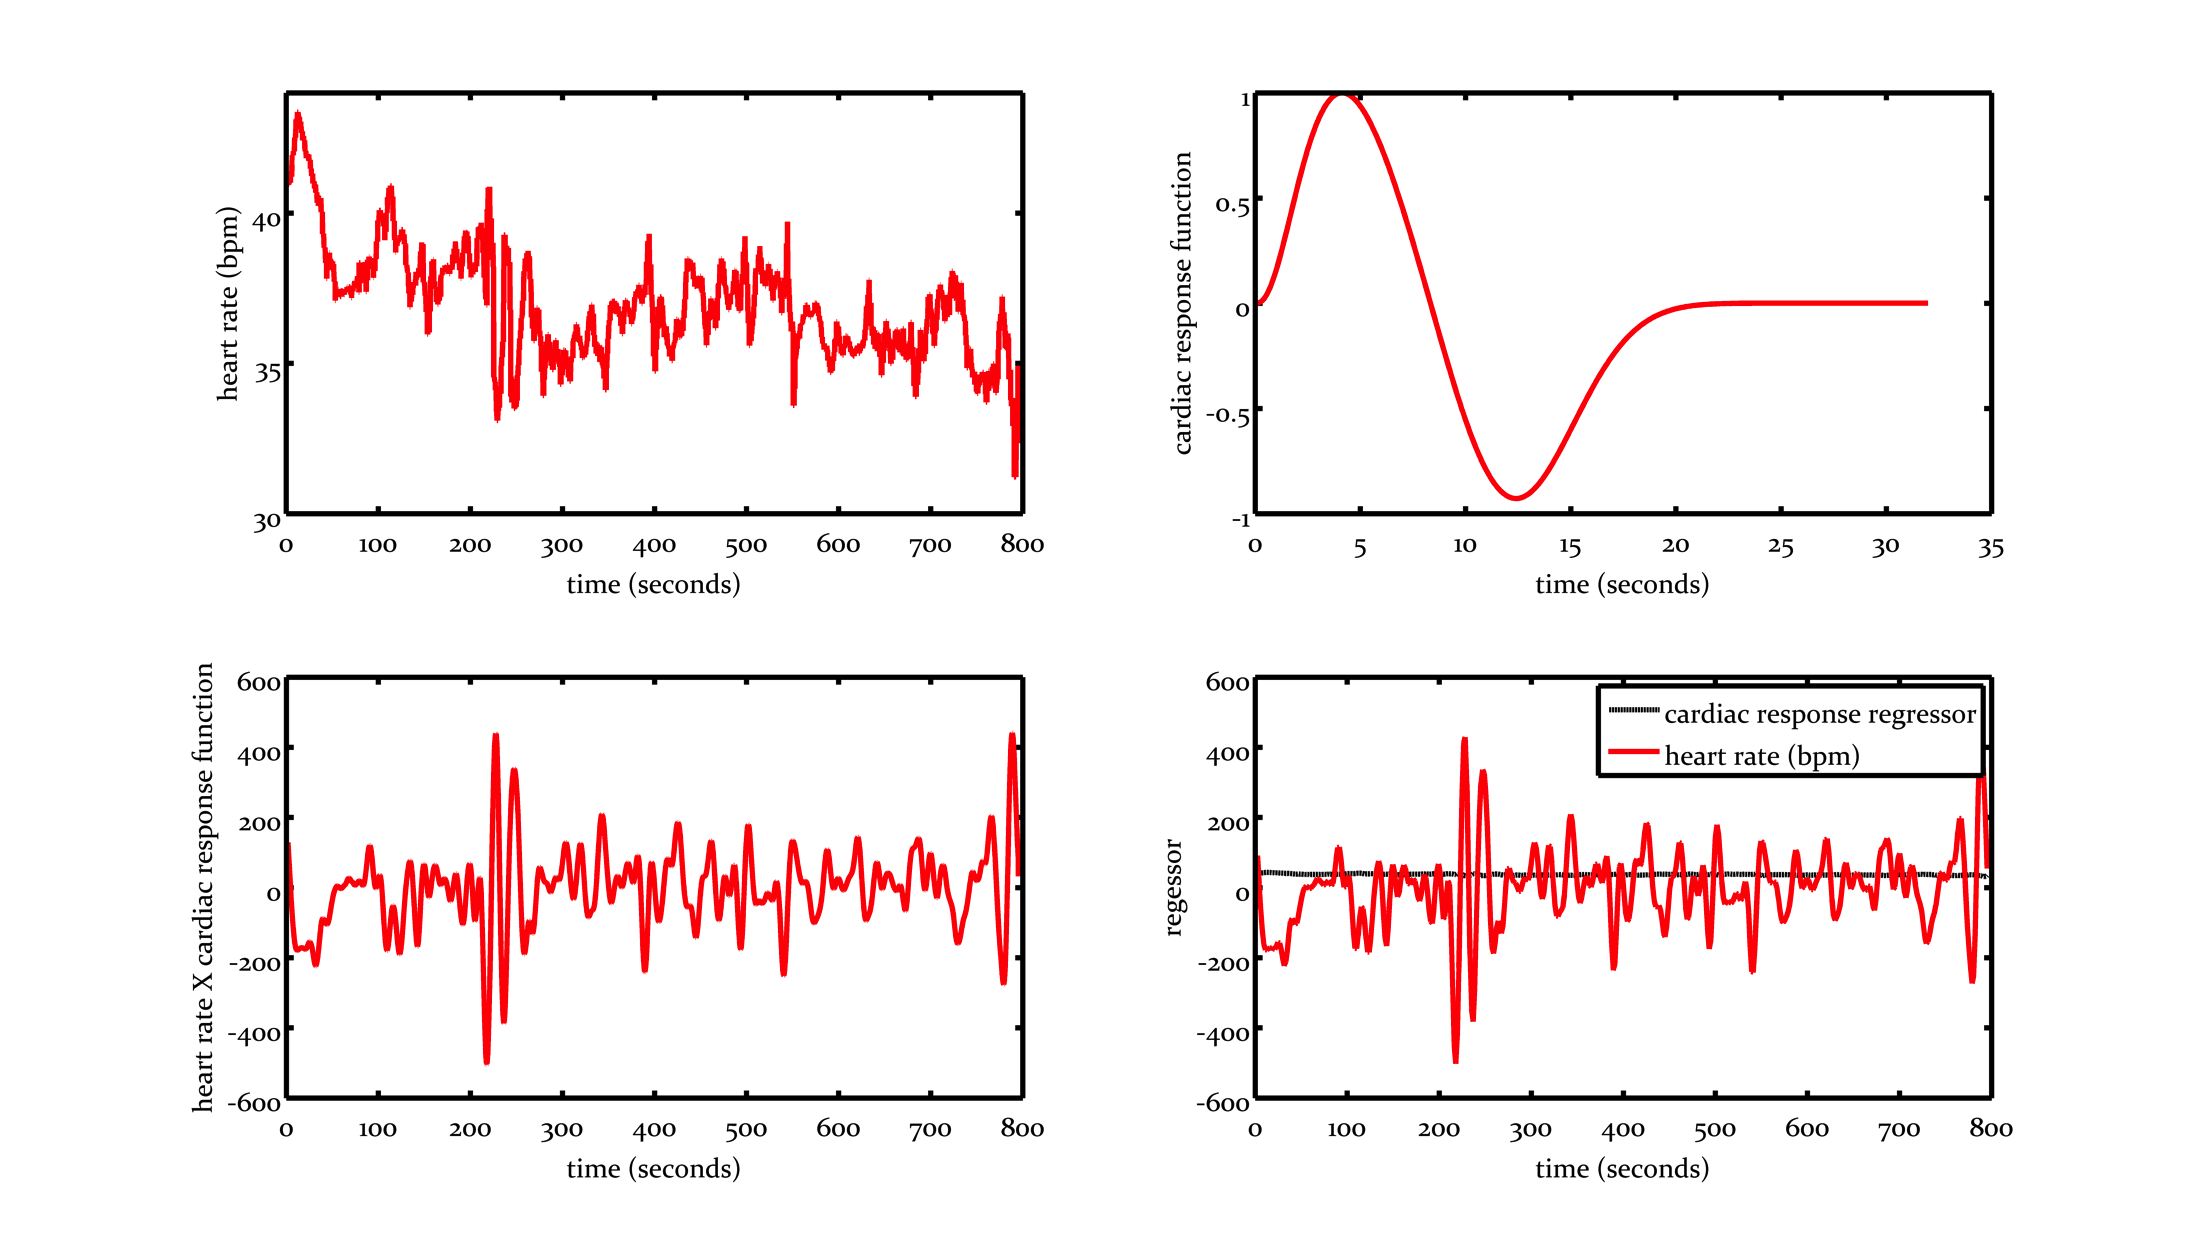 heart rate (bpm)
40
35
30
0 100 200 300 400 500 600 700 800
time (seconds)
cardiac response function
1
0.5
0
-0.5
-1
0 5 10 15 20 25 30 35
time (seconds)
heart rate X cardiac response function
600
400
200
0
-200
-400
-600
0 100 200 300 400 500 600 700 800
time (seconds)
regessor
600
400
200
0
-200
-400
-600
cardiac response regressor
heart rate (bpm)
0 100 200 300 400 500 600 700 800
time (seconds)